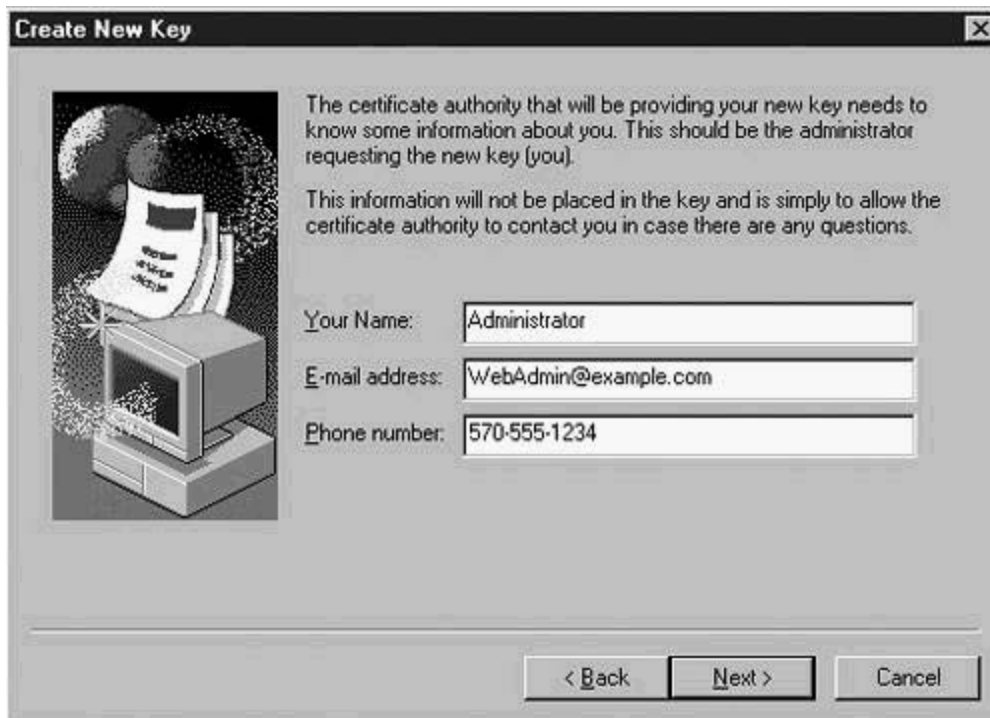 Create New Key
The certificate authority that will be providing your new key needs to
know some information about you. This should be the administrator
requesting the new key (you).
This information will not be placed in the key and is simply to allow the
certificate authority to contact you in case there are any questions.
Your Name: Administrator
E-mail address: WebAdmin@example.com
Phone number: 570-555-1234
< Back Next > Cancel